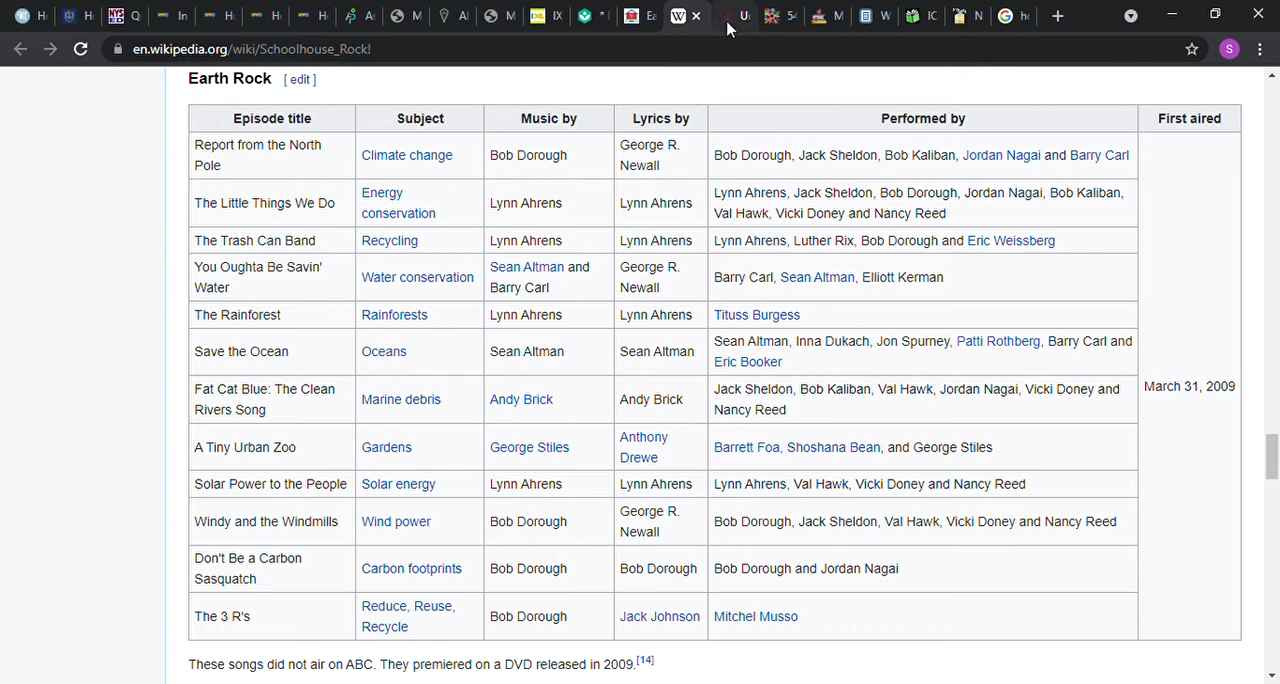 H QNYC In H H H A M A M IX * Ea W U 54 M W IC N ho
en.wikipedia.org/wiki/Schoolhouse_Rock! S
Earth Rock [ edit ]
Episode title Subject Music by Lyrics by Performed by First aired
Report from the North
Pole
Climate change
Bob Dorough
George R.
Newall
Bob Dorough, Jack Sheldon, Bob Kaliban, Jordan Nagai and Barry Carl
The Little Things We Do
Energy
conservation
Lynn Ahrens
Lynn Ahrens
Lynn Ahrens, Jack Sheldon, Bob Dorough, Jordan Nagai, Bob Kaliban,
Val Hawk, Vicki Doney and Nancy Reed
The Trash Can Band
Recycling
Lynn Ahrens
Lynn Ahrens
Lynn Ahrens, Luther Rix, Bob Dorough and Eric Weissberg
You Oughta Be Savin'
Water
Water conservation
Sean Altman and
Barry Carl
George R.
Newall
Barry Carl, Sean Altman, Elliott Kerman
The Rainforest
Rainforests
Lynn Ahrens
Lynn Ahrens
Tituss Burgess
Save the Ocean
Oceans
Sean Altman
Sean Altman
Sean Altman, Inna Dukach, Jon Spurney, Patti Rothberg, Barry Carl and
Eric Booker
Fat Cat Blue: The Clean
Rivers Song
Marine debris
Andy Brick
Andy Brick
Jack Sheldon, Bob Kaliban, Val Hawk, Jordan Nagai, Vicki Doney and
Nancy Reed
March 31, 2009
A Tiny Urban Zoo
Gardens
George Stiles
Anthony
Drewe
Barrett Foa, Shoshana Bean, and George Stiles
Solar Power to the People
Solar energy
Lynn Ahrens
Lynn Ahrens
Lynn Ahrens, Val Hawk, Vicki Doney and Nancy Reed
Windy and the Windmills
Wind power
Bob Dorough
George R.
Newall
Bob Dorough, Jack Sheldon, Val Hawk, Vicki Doney and Nancy Reed
Don't Be a Carbon
Sasquatch
Carbon footprints
Bob Dorough
Bob Dorough
Bob Dorough and Jordan Nagai
The 3 R's
Reduce, Reuse,
Recycle
Bob Dorough
Jack Johnson
Mitchel Musso
These songs did not air on ABC. They premiered on a DVD released in 2009.[14]